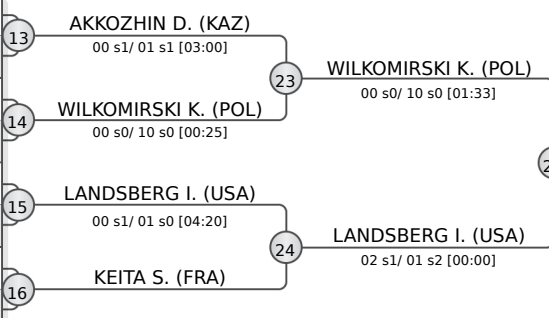 AKKOZHIN D. (KAZ)
13
00 s1/ 01 s1 [03:00]
WILKOMIRSKI K. (POL)
23
00 s0/ 10 s0 [01:33]
WILKOMIRSKI K. (POL)
14
00 s0/ 10 s0 [00:25]
LANDSBERG I. (USA)
15
00 s1/ 01 s0 [04:20]
LANDSBERG I. (USA)
24
02 s1/ 01 s2 [00:00]
KEITA S. (FRA)
16